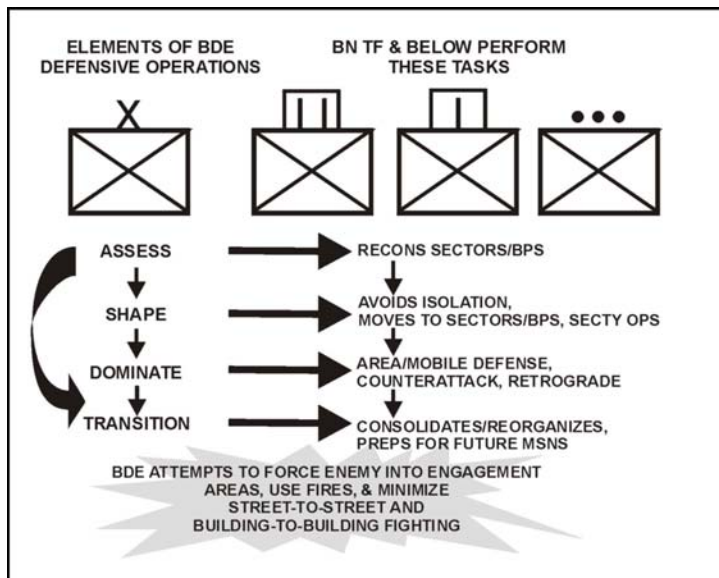 ELEMENTS OF BDE
DEFENSIVE OPERATIONS
BN TF & BELOW PERFORM
THESE TASKS
X
ASSESS
RECONS SECTORS/BPS
SHAPE
AVOIDS ISOLATION,
MOVES TO SECTORS/BPS, SECTY OPS
DOMINATE
AREA/MOBILE DEFENSE,
COUNTERATTACK, RETROGRADE
TRANSITION
CONSOLIDATES/REORGANIZES,
PREPS FOR FUTURE MSNS
BDE ATTEMPTS TO FORCE ENEMY INTO ENGAGEMENT
AREAS, USE FIRES, & MINIMIZE
STREET-TO-STREET AND
BUILDING-TO-BUILDING FIGHTING